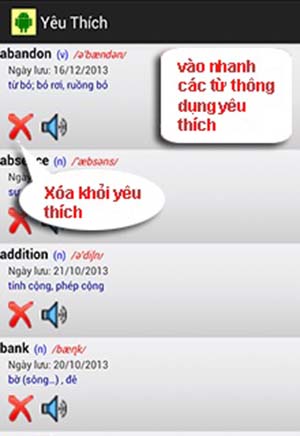 Yêu Thích
abandon (v) /ə'bændən/
Ngày lưu: 16/12/2013
từ bỏ; bỏ rơi, ruồng bỏ
vào nhanh
các từ thông
dụng yêu
thích
absence (n) /'æbsəns/
Xóa khỏi yêu
thích
addition (n) /ə'diʃn/
Ngày lưu: 21/10/2013
tính cộng, phép cộng
bank (n) /bæŋk/
Ngày lưu: 20/10/2013
bờ (sông...) , đê